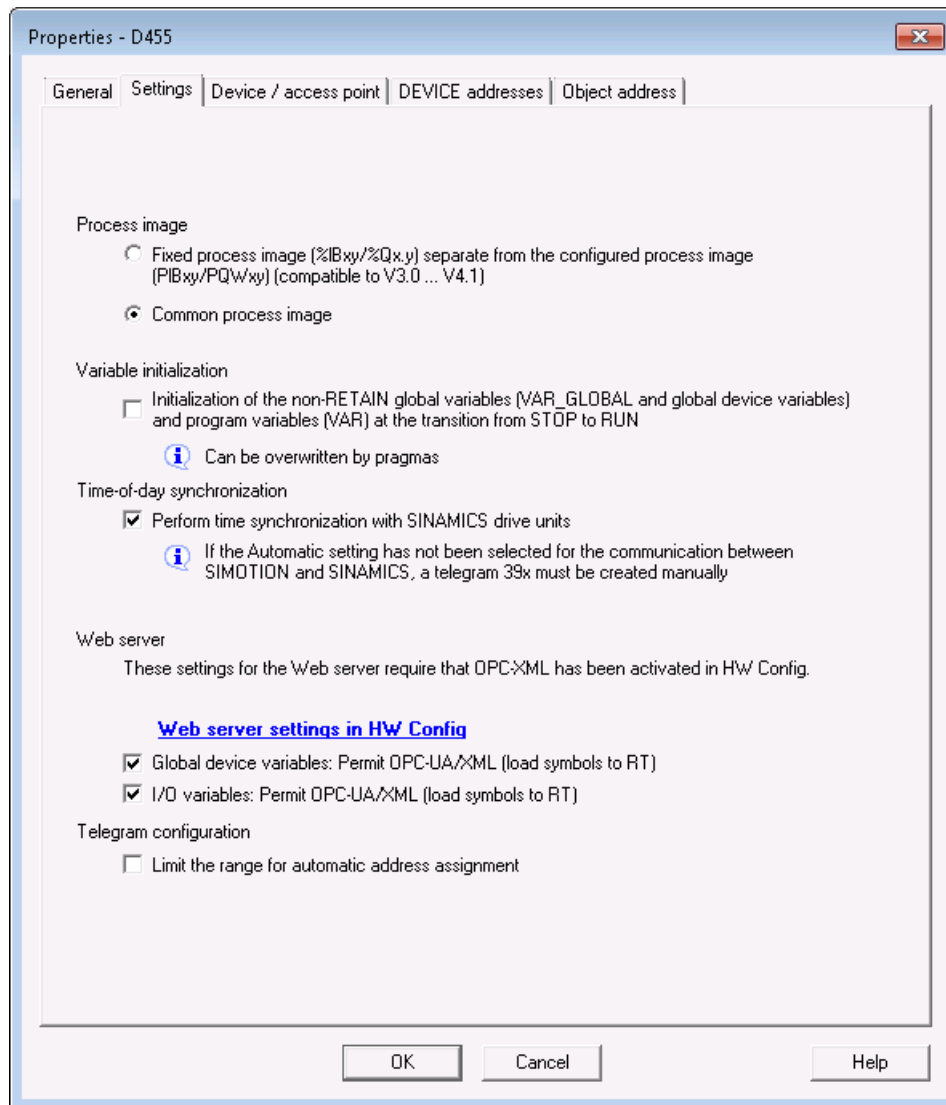 Properties - D455
General
Settings
Device / access point
DEVICE addresses
Object address
Process image
Fixed process image (%IBxy/%Qx.y) separate from the configured process image
(PIBxy/PQWxy) (compatible to V3.0 ... V4.1)
Common process image
Variable initialization
Initialization of the non-RETAIN global variables (VAR_GLOBAL and global device variables)
and program variables (VAR) at the transition from STOP to RUN
Can be overwritten by pragmas
Time-of-day synchronization
Perform time synchronization with SINAMICS drive units
If the Automatic setting has not been selected for the communication between
SIMOTION and SINAMICS, a telegram 39x must be created manually
Web server
These settings for the Web server require that OPC-XML has been activated in HW Config.
Web server settings in HW Config
Global device variables: Permit OPC-UA/XML (load symbols to RT)
I/O variables: Permit OPC-UA/XML (load symbols to RT)
Telegram configuration
Limit the range for automatic address assignment
OK
Cancel
Help